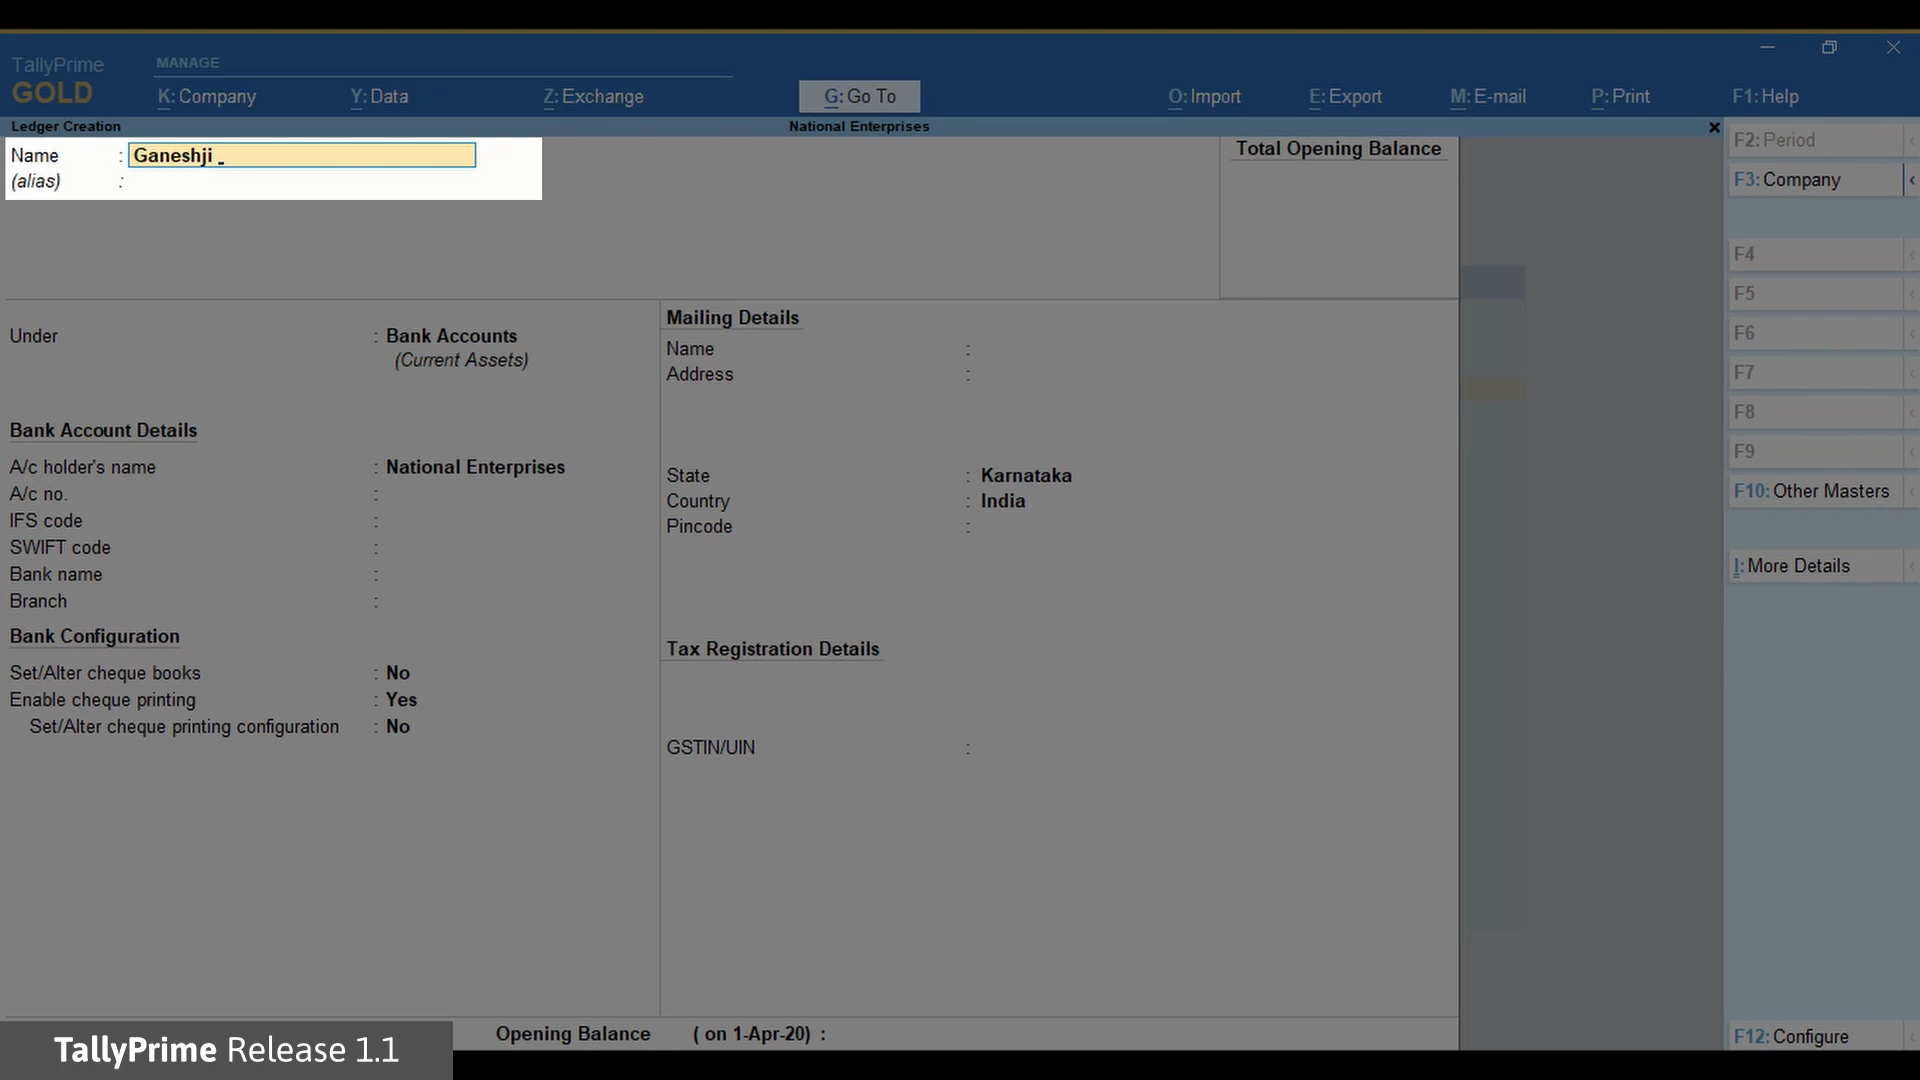 TallyPrime
GOLD
MANAGE
K: Company
Y: Data
Z: Exchange
G: Go To
O: Import
E: Export
M: E-mail
P: Print
F1: Help
Ledger Creation
National Enterprises
Name : Ganeshji
(alias) :
Total Opening Balance
Under : Bank Accounts
(Current Assets)
Bank Account Details
A/c holder's name : National Enterprises
A/c no. :
IFS code :
SWIFT code :
Bank name :
Branch :
Bank Configuration
Set/Alter cheque books : No
Enable cheque printing : Yes
Set/Alter cheque printing configuration : No
Mailing Details
Name :
Address :
State : Karnataka
Country : India
Pincode :
Tax Registration Details
GSTIN/UIN :
Opening Balance ( on 1-Apr-20) :
F2: Period
F3: Company
F4
F5
F6
F7
F8
F9
F10: Other Masters
I: More Details
F12: Configure
TallyPrime Release 1.1